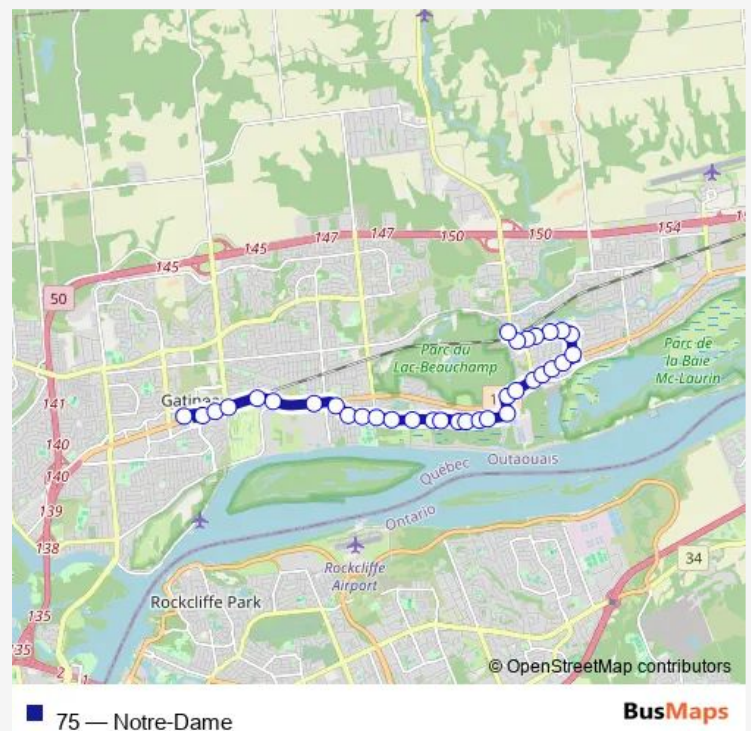 145
147
147
150
150
154
145
50
Parc du
Lac-Beauchamp
Parc de
la Baie
Mc-Laurin
141
140
140
139
138
135
34
Québec
Outaouais
Ontario
Rockcliffe
Airport
Rockcliffe Park
2
© OpenStreetMap contributors
75 — Notre-Dame
BusMaps